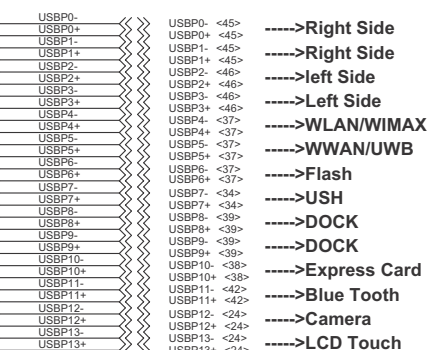 USBP0- USBP0- <45> ----->Right Side
USBP0+ USBP0+ <45>
USBP1- USBP1- <45> ----->Right Side
USBP1+ USBP1+ <45>
USBP2- USBP2- <46> ----->left Side
USBP2+ USBP2+ <46>
USBP3- USBP3- <46> ----->Left Side
USBP3+ USBP3+ <46>
USBP4- USBP4- <37> ----->WLAN/WIMAX
USBP4+ USBP4+ <37>
USBP5- USBP5- <37> ----->WWAN/UWB
USBP5+ USBP5+ <37>
USBP6- USBP6- <37> ----->Flash
USBP6+ USBP6+ <37>
USBP7- USBP7- <34> ----->USH
USBP7+ USBP7+ <34>
USBP8- USBP8- <39> ----->DOCK
USBP8+ USBP8+ <39>
USBP9- USBP9- <39> ----->DOCK
USBP9+ USBP9+ <39>
USBP10- USBP10- <38> ----->Express Card
USBP10+ USBP10+ <38>
USBP11- USBP11- <42> ----->Blue Tooth
USBP11+ USBP11+ <42>
USBP12- USBP12- <24> ----->Camera
USBP12+ USBP12+ <24>
USBP13- USBP13- <24> ----->LCD Touch
USBP13+ USBP13+ <24>